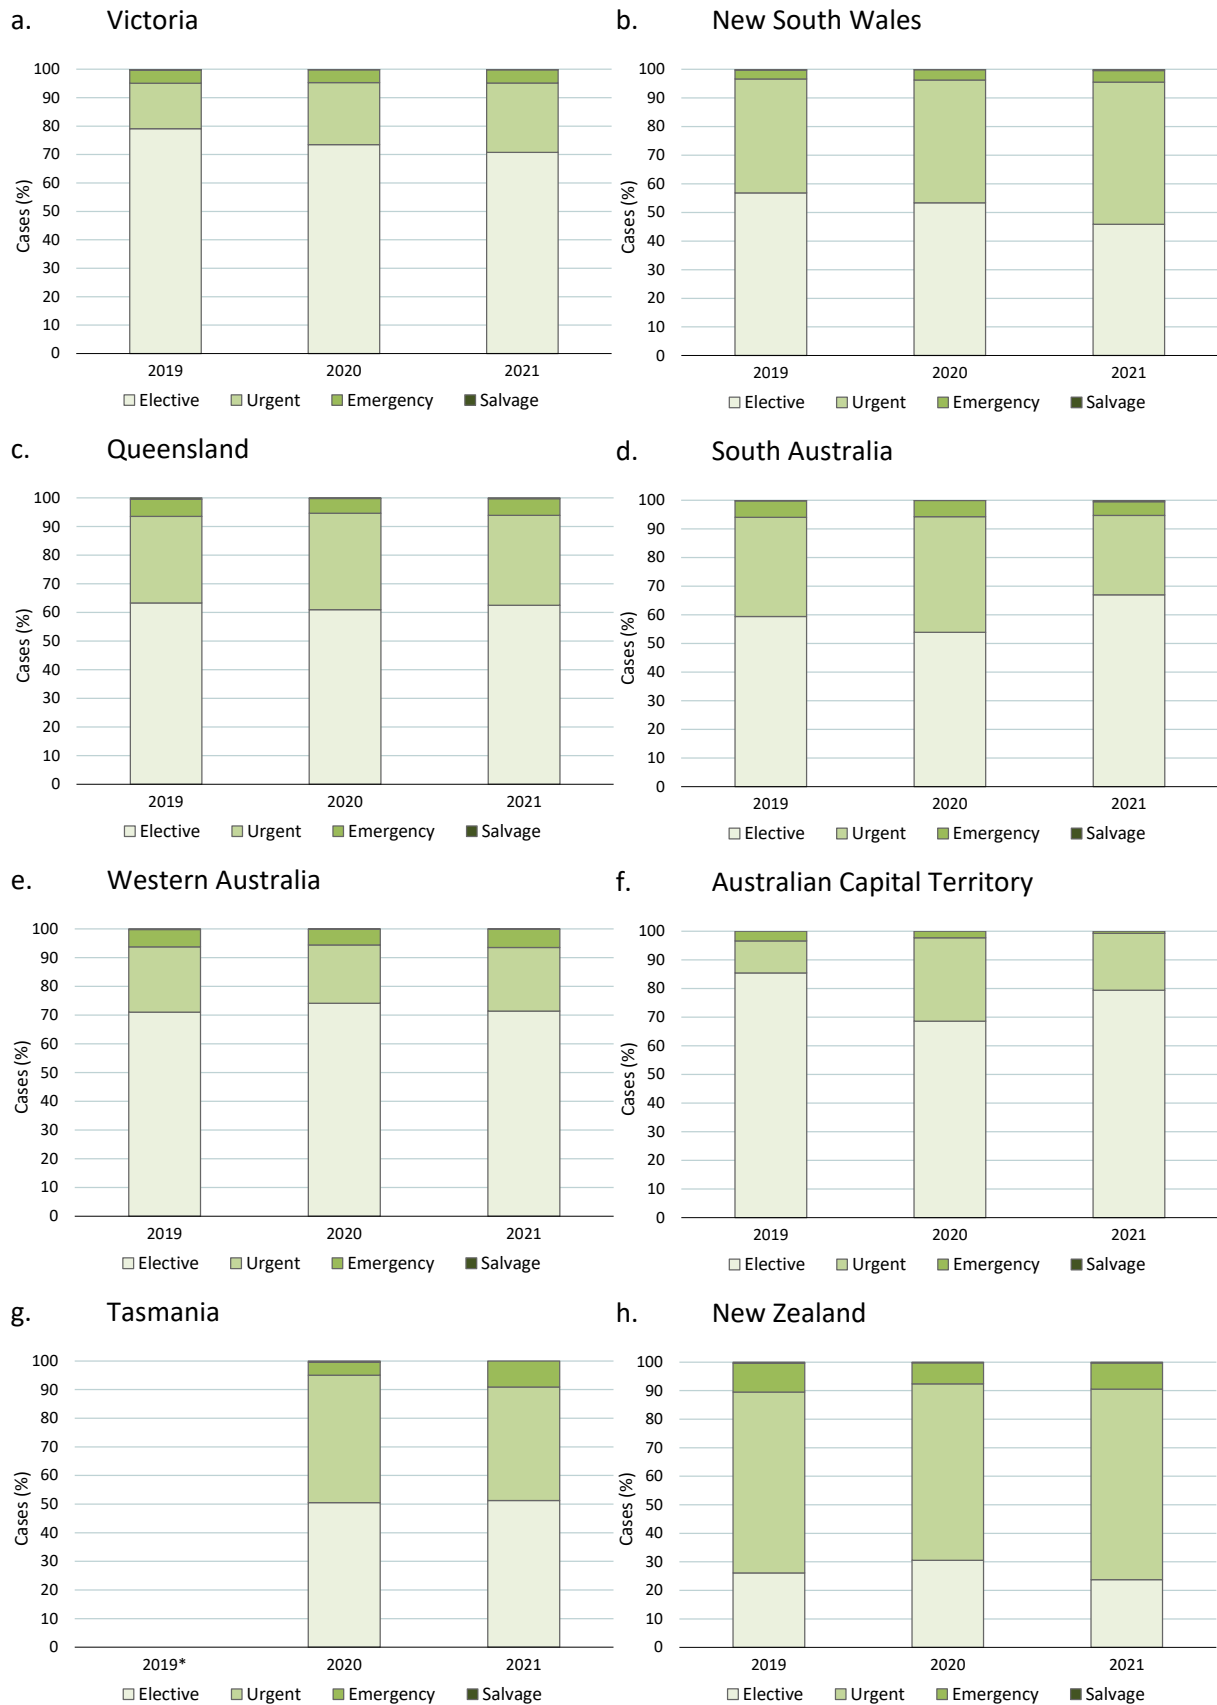 a. Victoria
100
90
80
70
60
50
40
30
20
10
0
Cases (%)
2019 2020 2021
Elective Urgent Emergency Salvage
b. New South Wales
100
90
80
70
60
50
40
30
20
10
0
Cases (%)
2019 2020 2021
Elective Urgent Emergency Salvage
c. Queensland
100
90
80
70
60
50
40
30
20
10
0
Cases (%)
2019 2020 2021
Elective Urgent Emergency Salvage
d. South Australia
100
90
80
70
60
50
40
30
20
10
0
Cases (%)
2019 2020 2021
Elective Urgent Emergency Salvage
e. Western Australia
100
90
80
70
60
50
40
30
20
10
0
Cases (%)
2019 2020 2021
Elective Urgent Emergency Salvage
f. Australian Capital Territory
100
90
80
70
60
50
40
30
20
10
0
Cases (%)
2019 2020 2021
Elective Urgent Emergency Salvage
g. Tasmania
100
90
80
70
60
50
40
30
20
10
0
Cases (%)
2019* 2020 2021
Elective Urgent Emergency Salvage
h. New Zealand
100
90
80
70
60
50
40
30
20
10
0
Cases (%)
2019 2020 2021
Elective Urgent Emergency Salvage